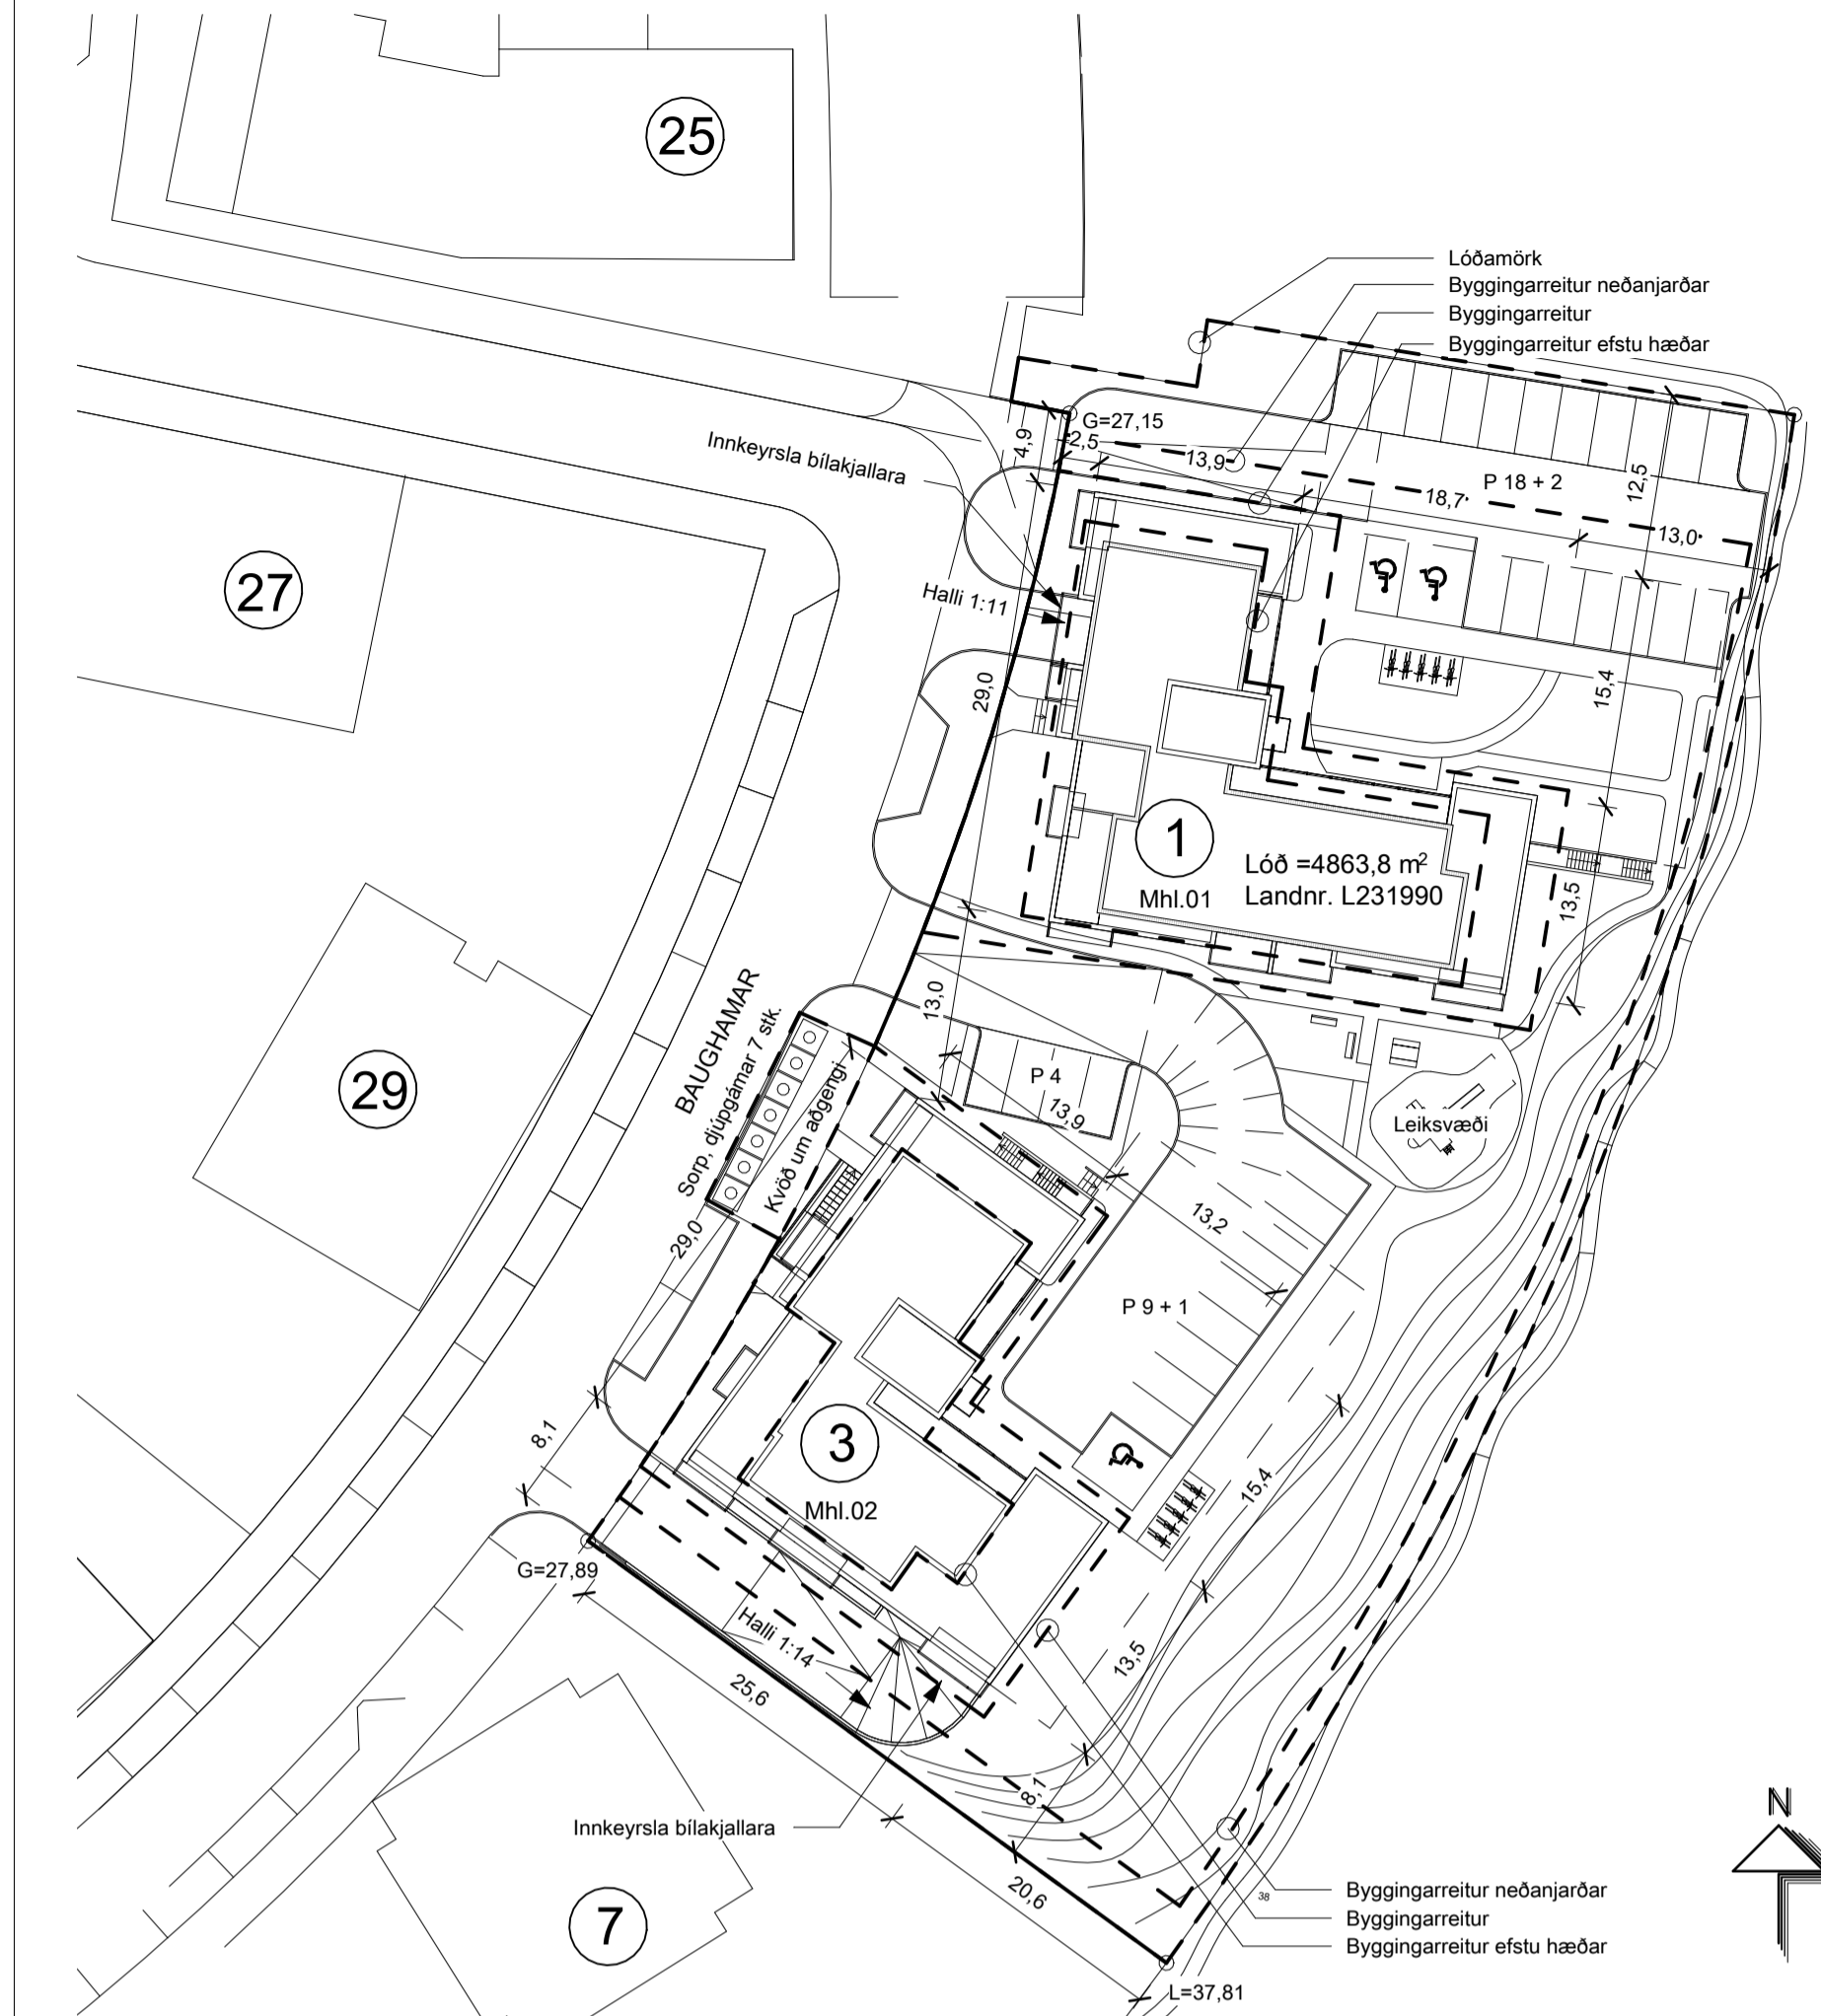 25
Lóðamörk
Byggingarreitur neðanjarðar
Byggingarreitur
Byggingarreitur efstu hæðar
G=27,15
4,9
2,5
13,9
Innkeyrsla bílakjallara
P 18 + 2
12,5
18,7
13,0
27
Halli 1:11
29,0
15,4
1
Lóð =4863,8 m²
Mhl.01
Landnr. L231990
13,5
BAUGHAMAR
Sorp, djúpgámar 7 stk.
Kvöð um aðgengi
13,0
29
P 4
13,9
Leiksvæði
29,0
13,2
P 9 + 1
8,1
3
Mhl.02
15,4
G=27,89
Halli 1:14
13,5
25,6
8,1
N
Innkeyrsla bílakjallara
20,6
7
Byggingarreitur neðanjarðar
38
Byggingarreitur
Byggingarreitur efstu hæðar
L=37,81